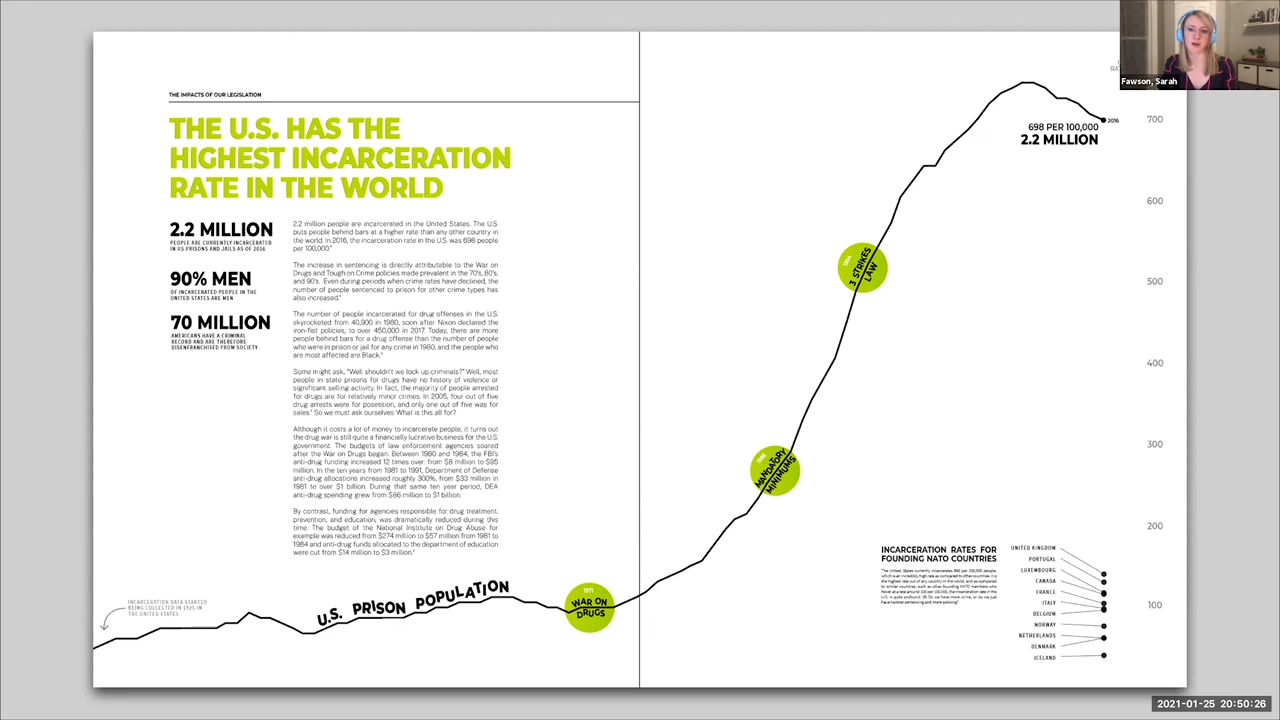 Fawson, Sarah
THE IMPACTS OF OUR LEGISLATION
THE U.S. HAS THE
HIGHEST INCARCERATION
RATE IN THE WORLD
2.2 MILLION
PEOPLE ARE CURRENTLY INCARCERATED
IN US PRISONS AND JAILS AS OF 2016
90% MEN
OF INCARCERATED PEOPLE IN THE
UNITED STATES ARE MEN
70 MILLION
AMERICANS HAVE A CRIMINAL
RECORD AND ARE THEREFORE
DISENFRANCHISED FROM SOCIETY
2.2 million people are incarcerated in the United States. The U.S.
puts people behind bars at a higher rate than any other country in
the world. In 2016, the incarceration rate in the U.S. was 698 people
per 100,000.
The increase in sentencing is directly attributable to the War on
Drugs and Tough on Crime policies made prevalent in the 70's, 80's,
and 90's. Even during periods when crime rates have declined, the
number of people sentenced to prison for other crime types has
also increased.
The number of people incarcerated for drug offenses in the U.S.
skyrocketed from 40,900 in 1980, soon after Nixon declared the
iron-fist policies, to over 450,000 in 2017. Today, there are more
people behind bars for a drug offense than the number of people
who were in prison or jail for any crime in 1980, and the people who
are most affected are Black.
Some might ask, "Well shouldn't we lock up criminals?" Well, most
people in state prisons for drugs have no history of violence or
significant selling activity. In fact, the majority of people arrested
for drugs are for relatively minor crimes. In 2005, four out of five
drug arrests were for posession, and only one out of five was for
sales. So we must ask ourselves: What is this all for?
Although it costs a lot of money to incarcerate people, it turns out
the drug war is still quite a financially lucrative business for the U.S.
government. The budgets of law enforcement agencies soared
after the War on Drugs began. Between 1980 and 1984, the FBI's
anti-drug funding increased 12 times over: from $8 million to $95
million. In the ten years from 1981 to 1991, Department of Defense
anti-drug allocations increased roughly 300%, from $33 million in
1981 to over $1 billion. During that same ten year period, DEA
anti-drug spending grew from $86 million to $1 billion.
By contrast, funding for agencies responsible for drug treatment,
prevention, and education, was dramatically reduced during this
time. The budget of the National Institute on Drug Abuse for
example was reduced from $274 million to $57 million from 1981 to
1984 and anti-drug funds allocated to the department of education
were cut from $14 million to $3 million.
INCARCERATION DATA STARTED
BEING COLLECTED IN 1925 IN
THE UNITED STATES
U.S. PRISON POPULATION
1971
WAR ON
DRUGS
MANDATORY
MINIMUMS
3 STRIKES
LAW
2016
698 PER 100,000
2.2 MILLION
700
600
500
400
300
200
100
INCARCERATION RATES FOR
FOUNDING NATO COUNTRIES
UNITED KINGDOM
PORTUGAL
LUXEMBOURG
CANADA
FRANCE
ITALY
BELGIUM
NORWAY
NETHERLANDS
DENMARK
ICELAND
2021-01-25 20:50:26